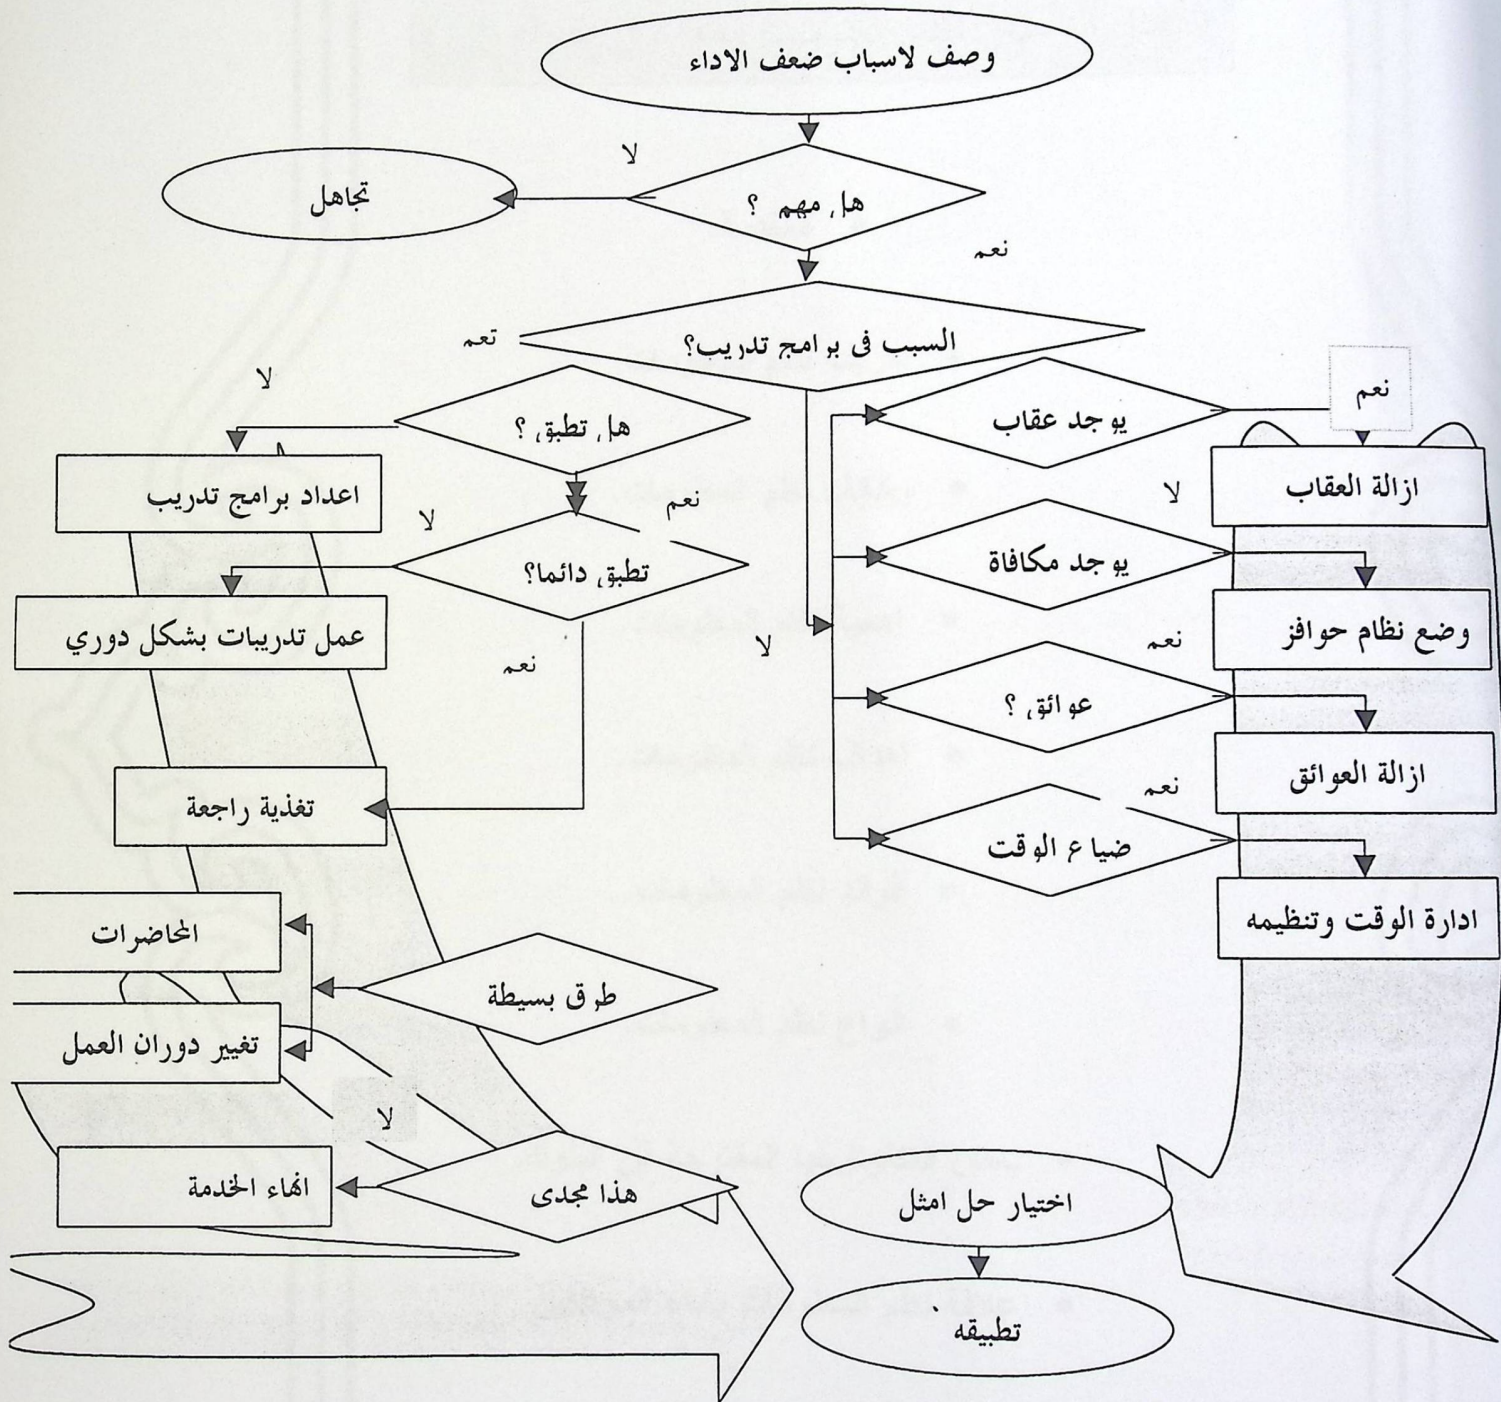 وصف لاسباب ضعف الاداء
لا
هل مهم ؟
تجاهل
نعم
السبب فى برامج تدريب؟
تعم
نعم
لا
هل تطبق ؟
يوجد عقاب
ازالة العقاب
اعداد برامج تدريب
نعم
لا
لا
تطبق دائما؟
يوجد مكافاة
وضع نظام حوافز
عمل تدريبات بشكل دوري
نعم
لا
نعم
عوائق ؟
ازالة العوائق
تغذية راجعة
نعم
ضياع الوقت
ادارة الوقت وتنظيمه
المحاضرات
طرق بسيطة
تغيير دوران العمل
لا
هذا مجدى
انهاء الخدمة
اختيار حل امثل
تطبيقه